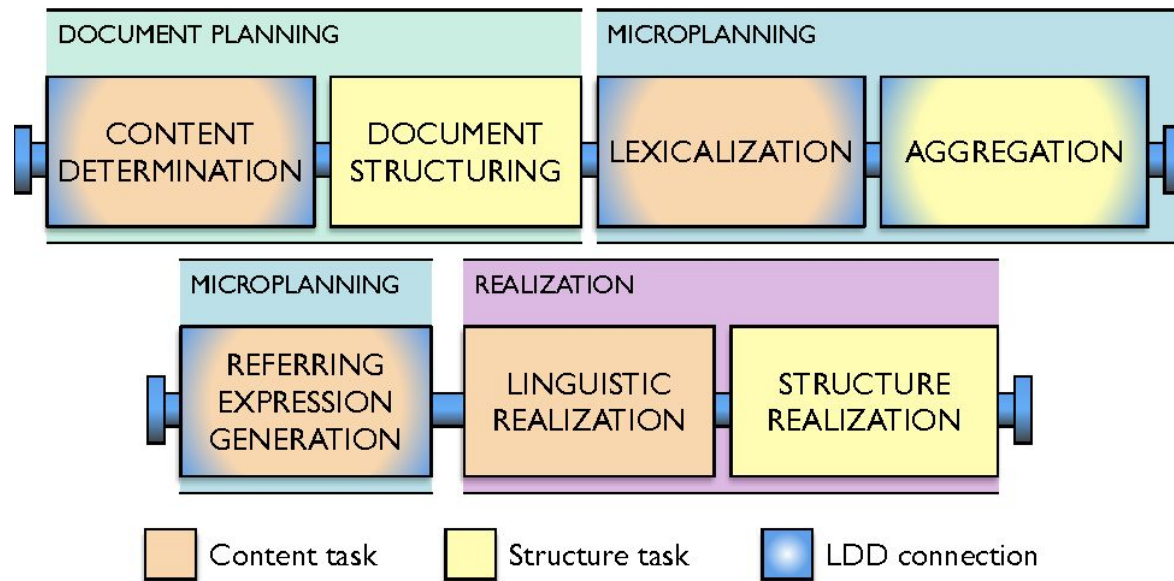 DOCUMENT PLANNING
MICROPLANNING
CONTENT
DETERMINATION
DOCUMENT
STRUCTURING
LEXICALIZATION
AGGREGATION
MICROPLANNING
REALIZATION
REFERRING
EXPRESSION
GENERATION
LINGUISTIC
REALIZATION
STRUCTURE
REALIZATION
Content task
Structure task
LDD connection